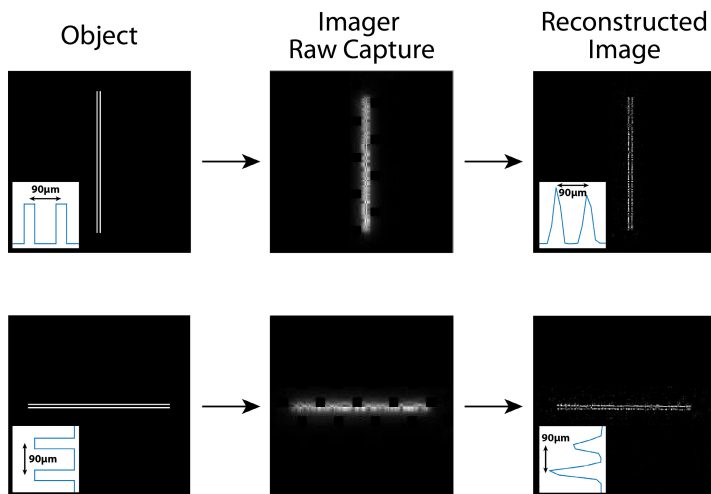 Object
Imager
Raw Capture
Reconstructed
Image
90μm
90μm
90μm
90μm